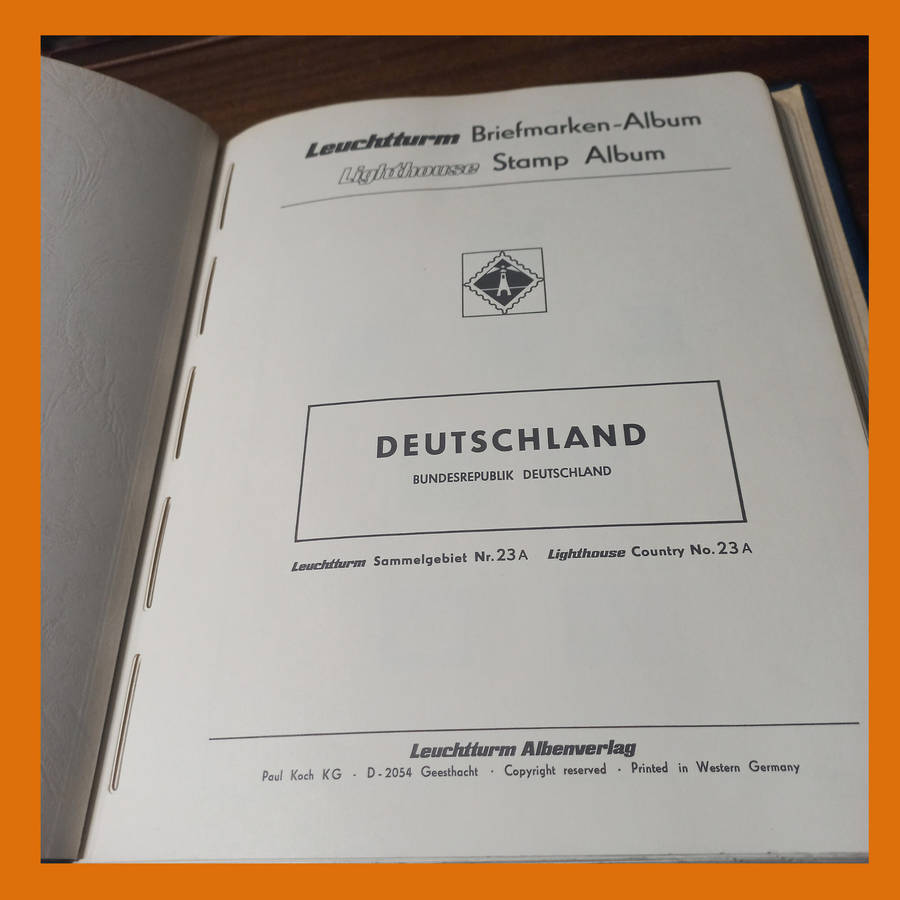 Leuchtturm Briefmarken-Album
Lighthouse Stamp Album
DEUTSCHLAND
BUNDESREPUBLIK DEUTSCHLAND
Leuchtturm Sammelgebiet Nr. 23 A Lighthouse Country No. 23 A
Leuchtturm Albenverlag
Paul Koch KG · D-2054 Geesthacht · Copyright reserved · Printed in Western Germany